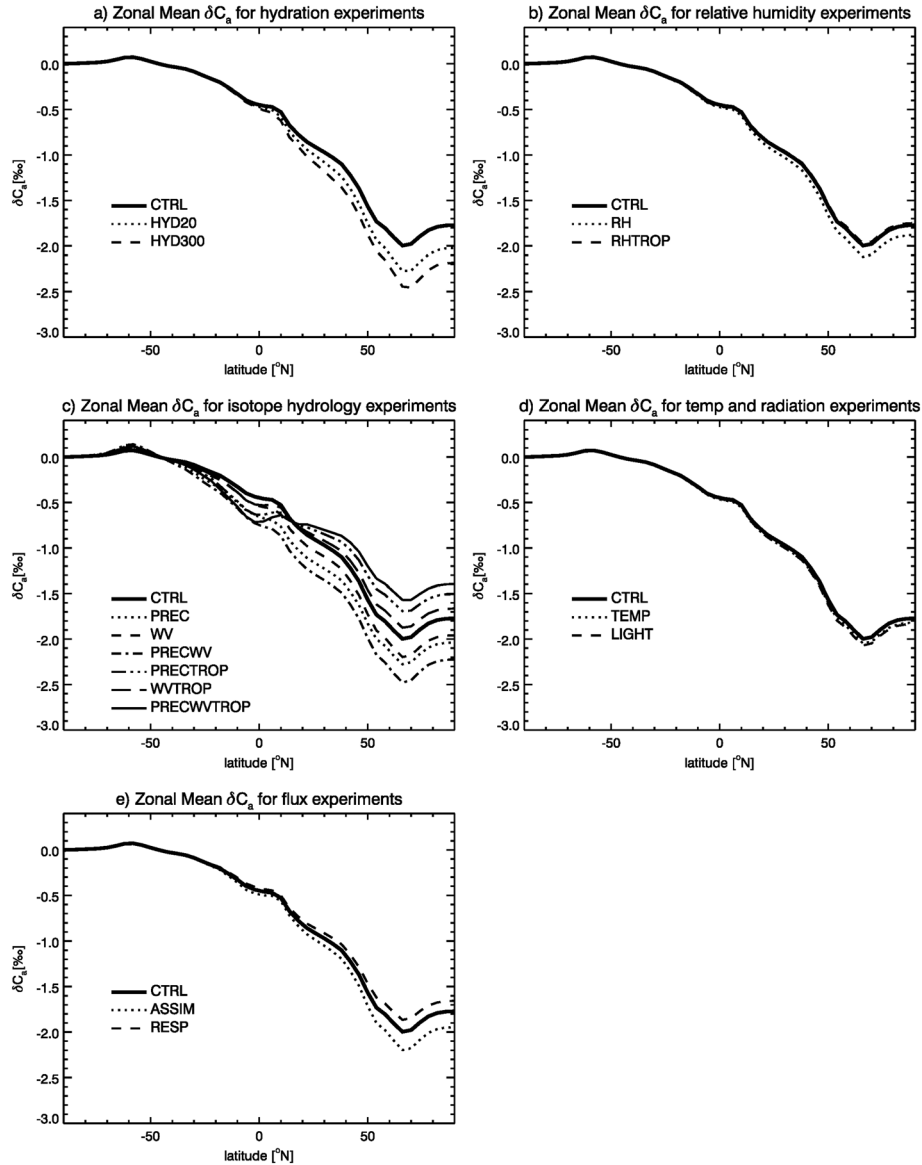 a) Zonal Mean δCa for hydration experiments
0.0
-0.5
-1.0
-1.5
-2.0
-2.5
-3.0
δCa[‰]
CTRL
HYD20
HYD300
-50 0 50
latitude [°N]
b) Zonal Mean δCa for relative humidity experiments
0.0
-0.5
-1.0
-1.5
-2.0
-2.5
-3.0
δCa[‰]
CTRL
RH
RHTROP
-50 0 50
latitude [°N]
c) Zonal Mean δCa for isotope hydrology experiments
0.0
-0.5
-1.0
-1.5
-2.0
-2.5
-3.0
δCa[‰]
CTRL
PREC
WV
PRECWV
PRECTROP
WVTROP
PRECWVTROP
-50 0 50
latitude [°N]
d) Zonal Mean δCa for temp and radiation experiments
0.0
-0.5
-1.0
-1.5
-2.0
-2.5
-3.0
δCa[‰]
CTRL
TEMP
LIGHT
-50 0 50
latitude [°N]
e) Zonal Mean δCa for flux experiments
0.0
-0.5
-1.0
-1.5
-2.0
-2.5
-3.0
δCa[‰]
CTRL
ASSIM
RESP
-50 0 50
latitude [°N]